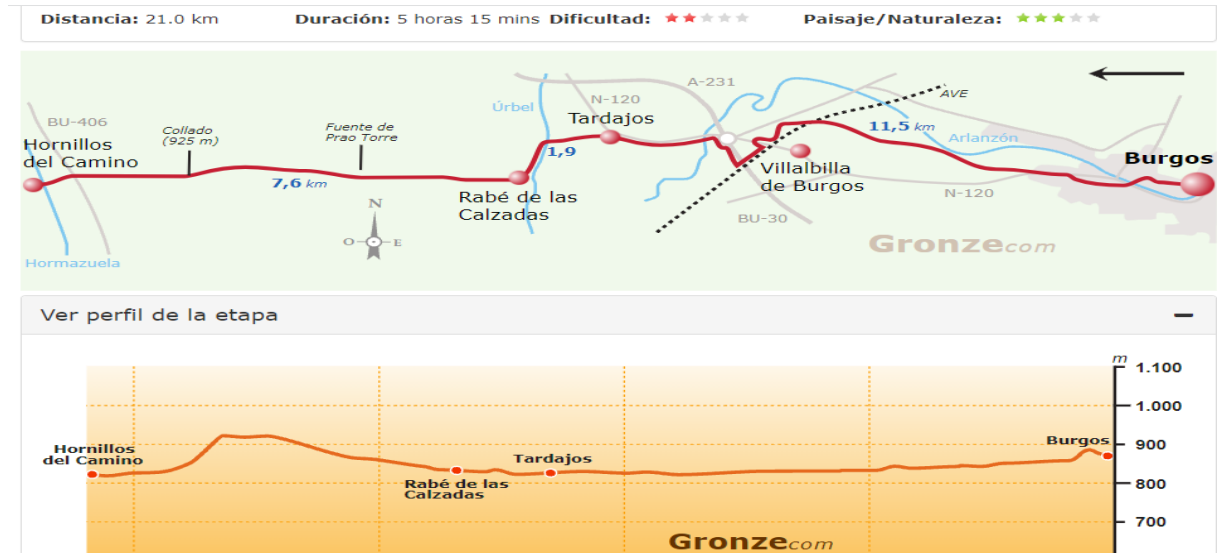 Distancia: 21.0 km Duración: 5 horas 15 mins Dificultad: Paisaje/Naturaleza:
A-231
AVE
Úrbel
N-120
BU-406
Tardajos
Collado
(925 m)
Fuente de
Prao Torre
11,5 km
Arlanzón
Hornillos
del Camino
1,9
Burgos
Villalbilla
de Burgos
7,6 km
Rabé de las
Calzadas
N-120
N
BU-30
O E
Gronze.com
Hormazuela
Ver perfil de la etapa
m
1.100
1.000
Hornillos
del Camino
Burgos
900
Tardajos
Rabé de las
Calzadas
800
700
Gronze.com